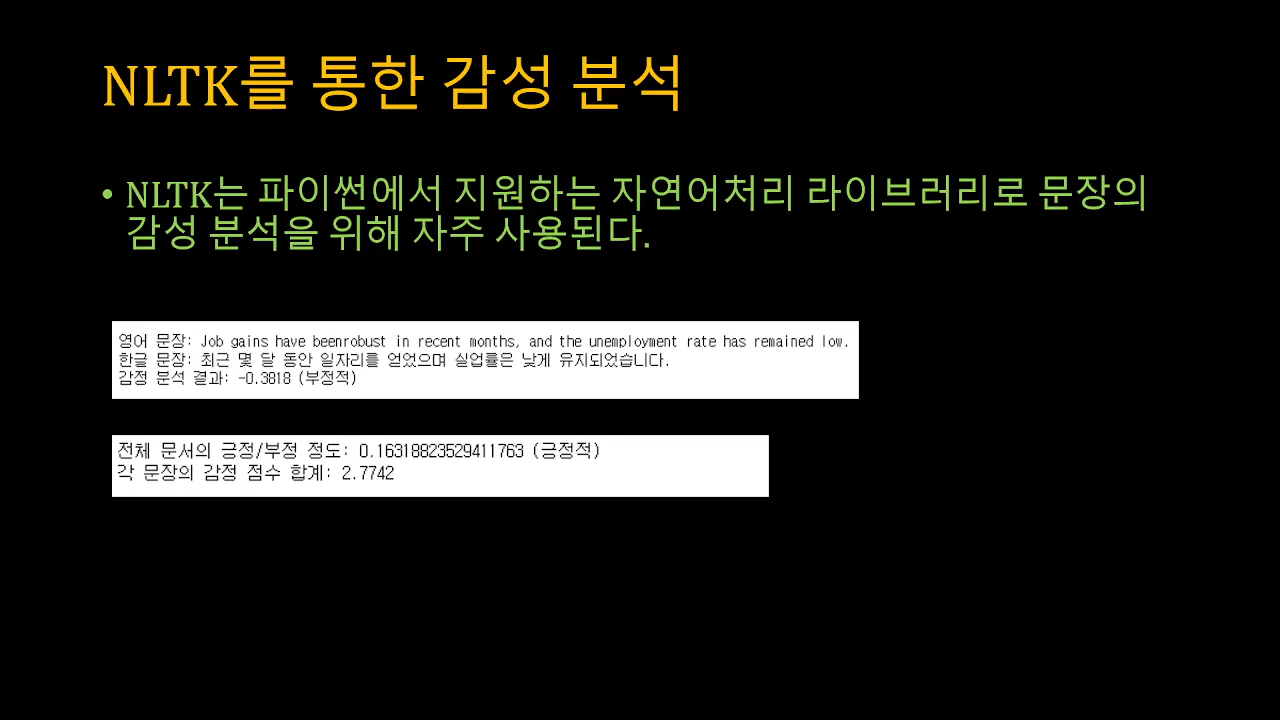 NLTK를 통한 감성 분석
• NLTK는 파이썬에서 지원하는 자연어처리 라이브러리로 문장의
감성 분석을 위해 자주 사용된다.
영어 문장: Job gains have beenrobust in recent months, and the unemployment rate has remained low.
한글 문장: 최근 몇 달 동안 일자리를 얻었으며 실업률은 낮게 유지되었습니다.
감정 분석 결과: -0.3818 (부정적)
전체 문서의 긍정/부정 정도: 0.16318823529411763 (긍정적)
각 문장의 감정 점수 합계: 2.7742